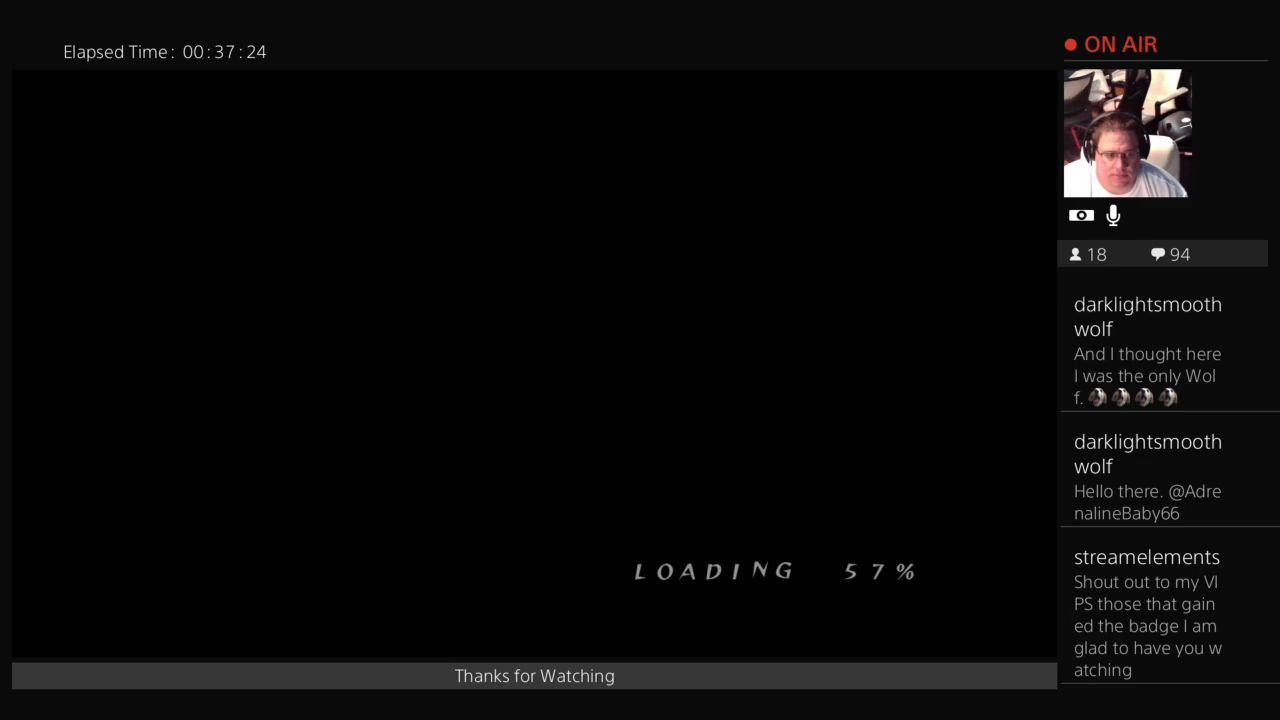 Elapsed Time: 00:37:24
ON AIR
18 94
darklightsmooth
wolf
And I thought here
I was the only Wol
f.
darklightsmooth
wolf
Hello there. @Adre
nalineBaby66
streamelements
Shout out to my VI
PS those that gain
ed the badge I am
glad to have you w
atching
LOADING 57%
Thanks for Watching